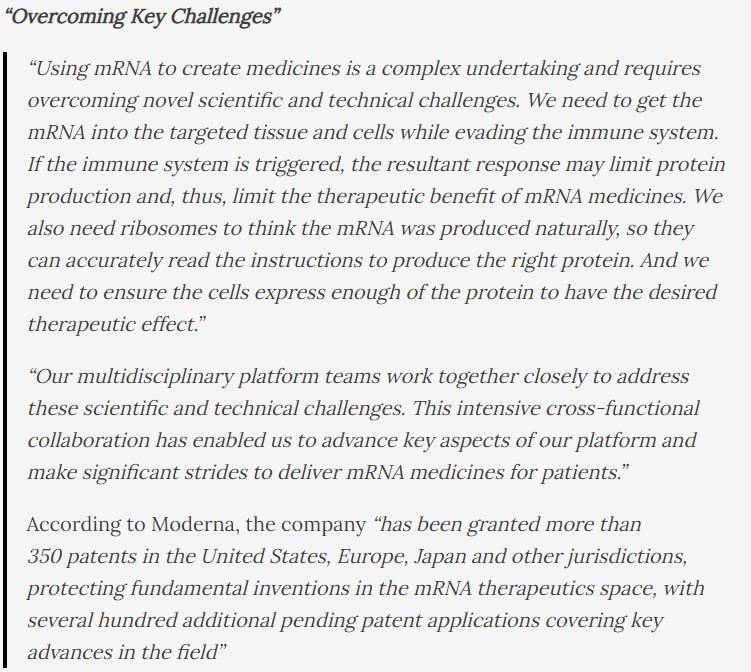 “Overcoming Key Challenges”
“Using mRNA to create medicines is a complex undertaking and requires
overcoming novel scientific and technical challenges. We need to get the
mRNA into the targeted tissue and cells while evading the immune system.
If the immune system is triggered, the resultant response may limit protein
production and, thus, limit the therapeutic benefit of mRNA medicines. We
also need ribosomes to think the mRNA was produced naturally, so they
can accurately read the instructions to produce the right protein. And we
need to ensure the cells express enough of the protein to have the desired
therapeutic effect.”
“Our multidisciplinary platform teams work together closely to address
these scientific and technical challenges. This intensive cross-functional
collaboration has enabled us to advance key aspects of our platform and
make significant strides to deliver mRNA medicines for patients.”
According to Moderna, the company “has been granted more than
350 patents in the United States, Europe, Japan and other jurisdictions,
protecting fundamental inventions in the mRNA therapeutics space, with
several hundred additional pending patent applications covering key
advances in the field”